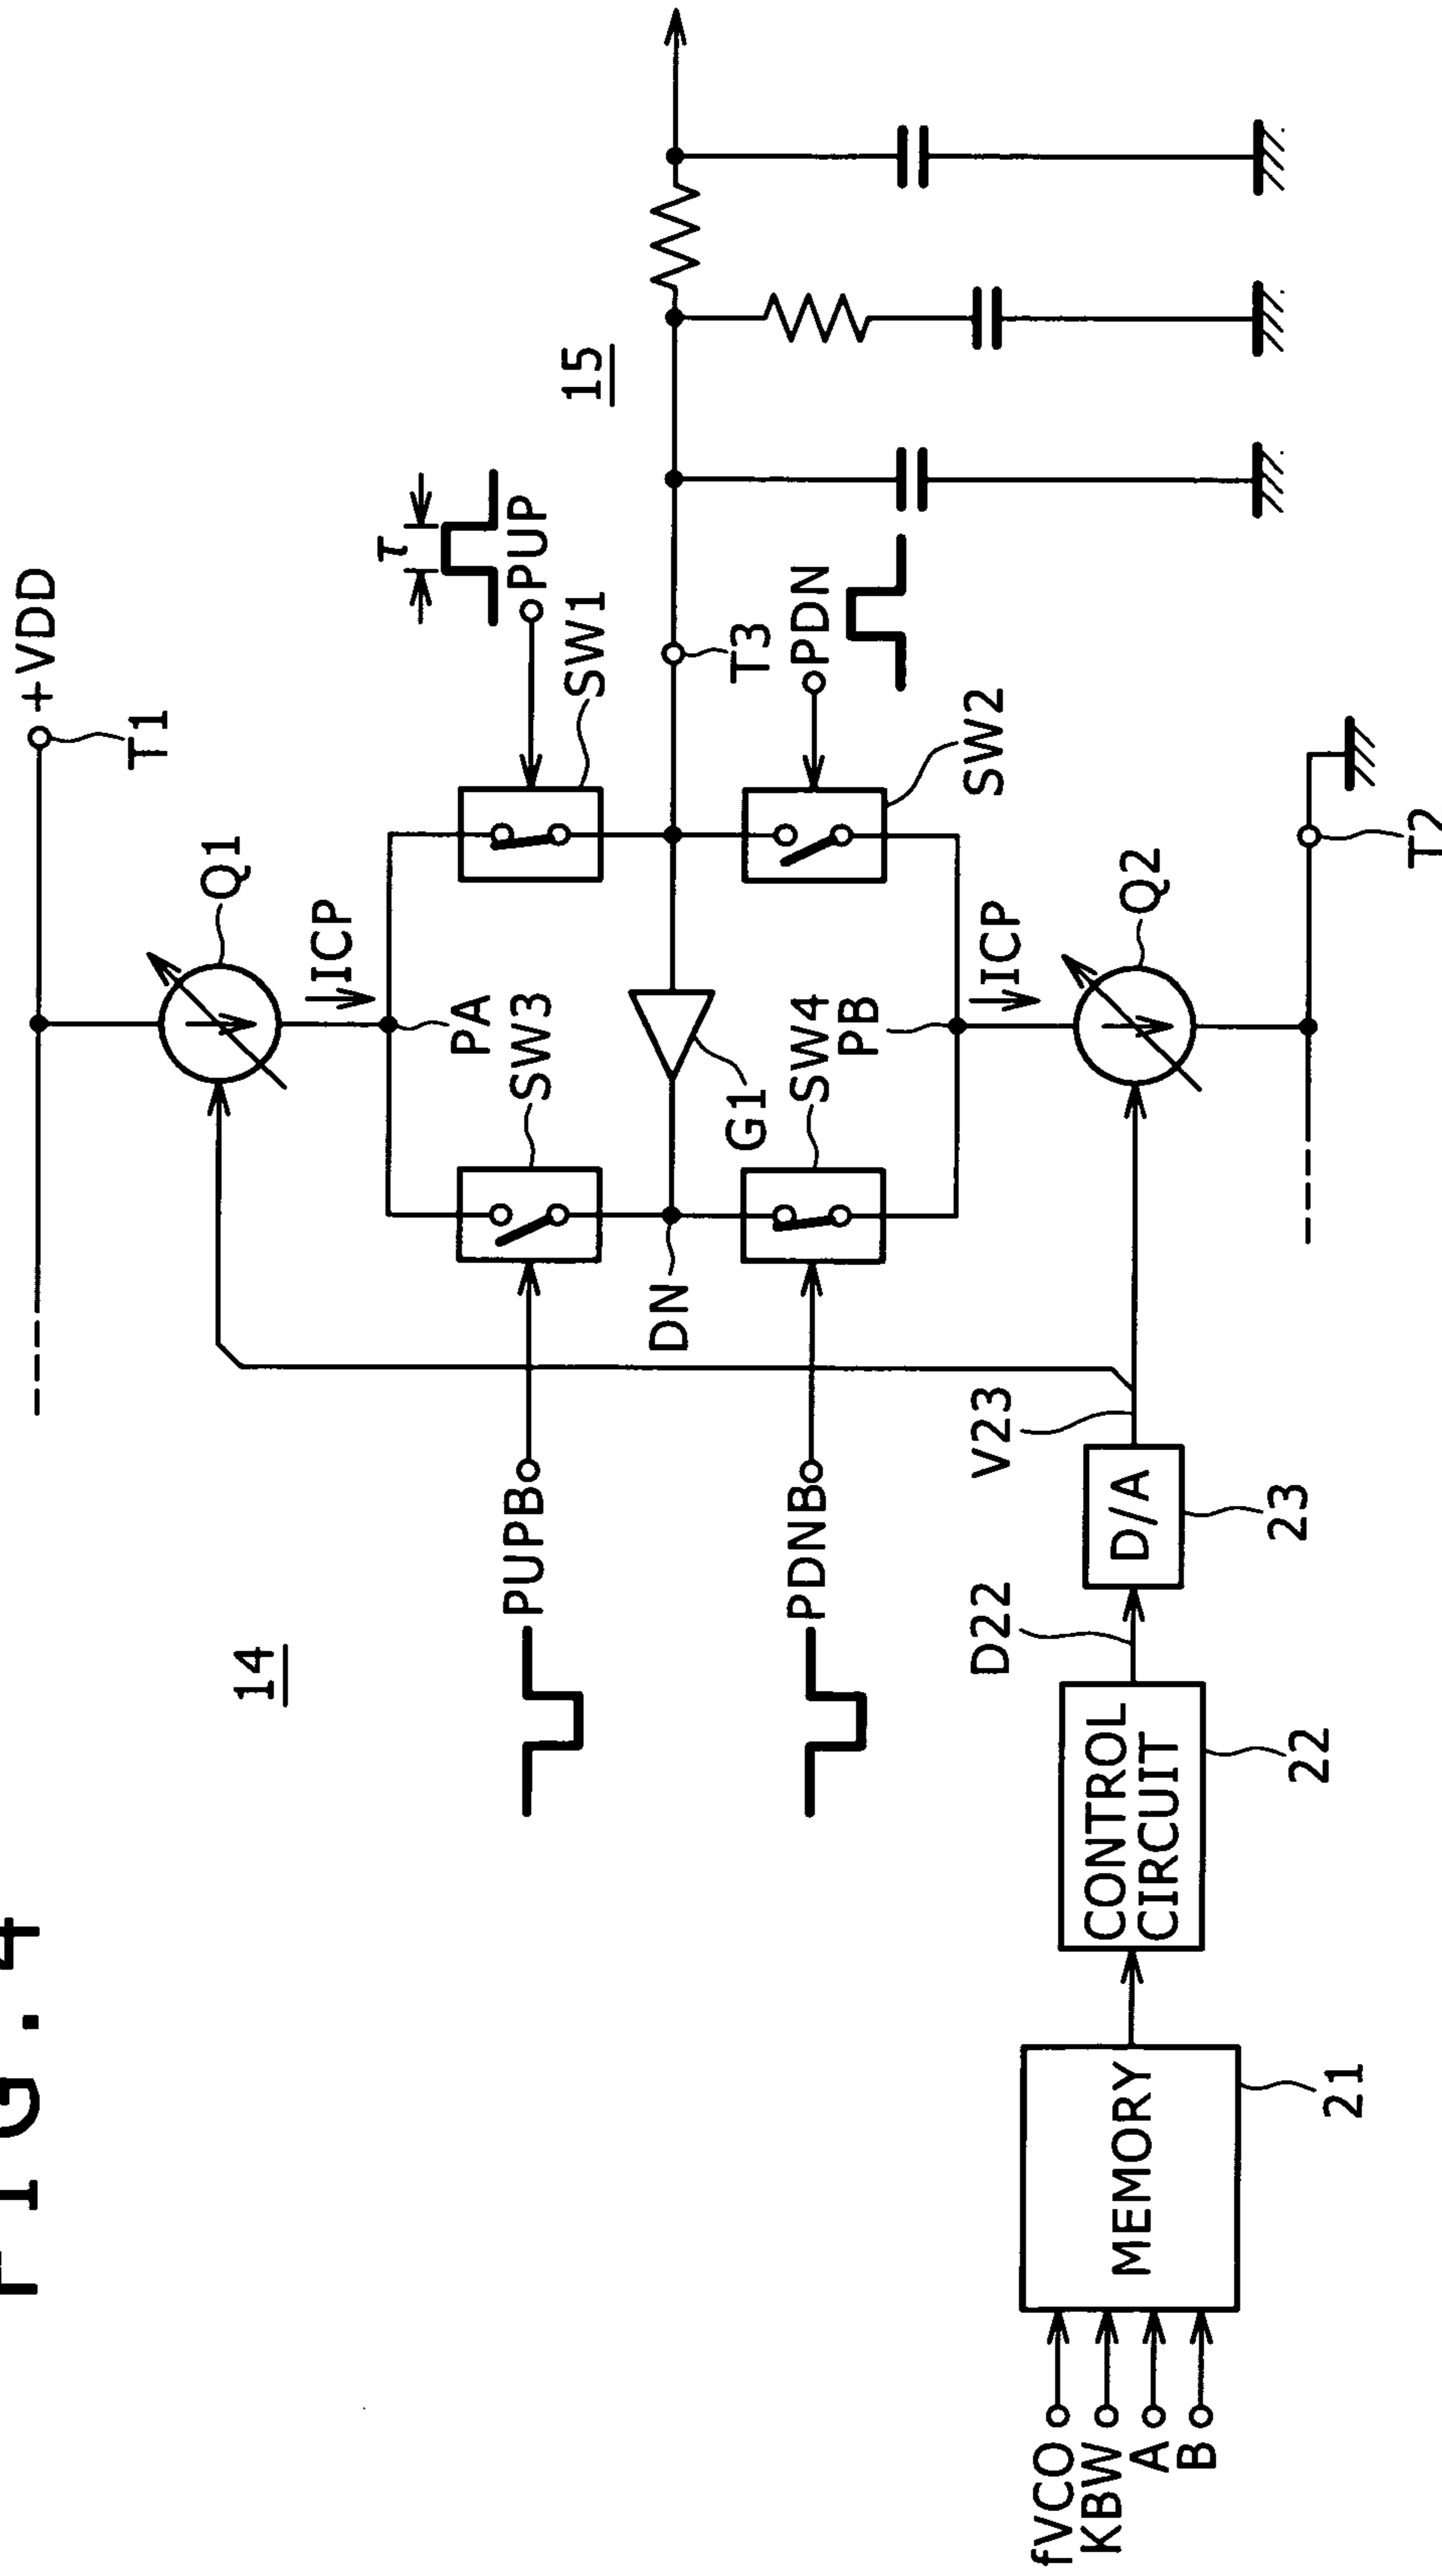 FIG. 4
+VDD
T1
Q1
ICP
14
PA
τ
PUP
SW3
SW1
PUPB
15
DN
G1
T3
SW4
PDN
PDNB
PB
SW2
ICP
V23
D22
Q2
fVCO
KBW
A
B
MEMORY
CONTROL
CIRCUIT
D/A
21
22
23
T2